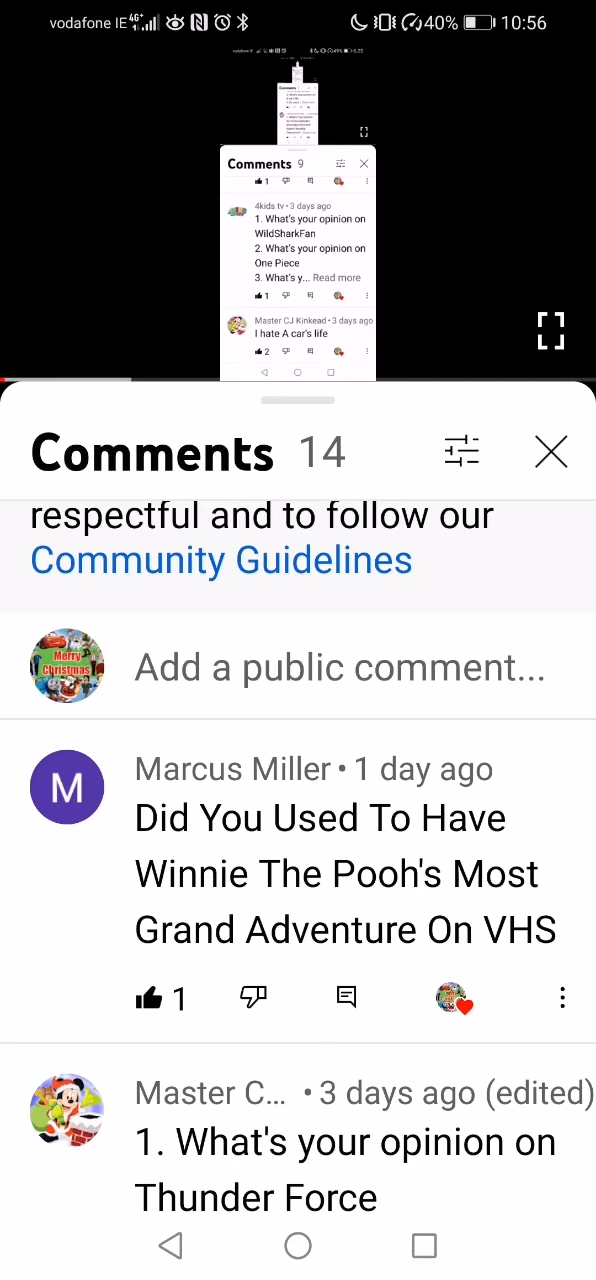 vodafone IE 4G+ 40% 10:56
Comments 9
1
4kids tv • 3 days ago
1. What's your opinion on
WildSharkFan
2. What's your opinion on
One Piece
3. What's y... Read more
1
Master CJ Kinkead • 3 days ago
I hate A car's life
2
Comments 14
respectful and to follow our
Community Guidelines
Merry
Christmas
Add a public comment...
M
Marcus Miller • 1 day ago
Did You Used To Have
Winnie The Pooh's Most
Grand Adventure On VHS
1
Master C... • 3 days ago (edited)
1. What's your opinion on
Thunder Force